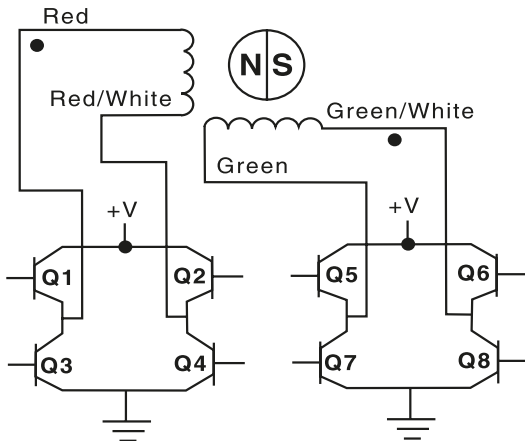 Red
N S
Red/White
Green/White
Green
+V
+V
Q1 Q2 Q5 Q6
Q3 Q4 Q7 Q8